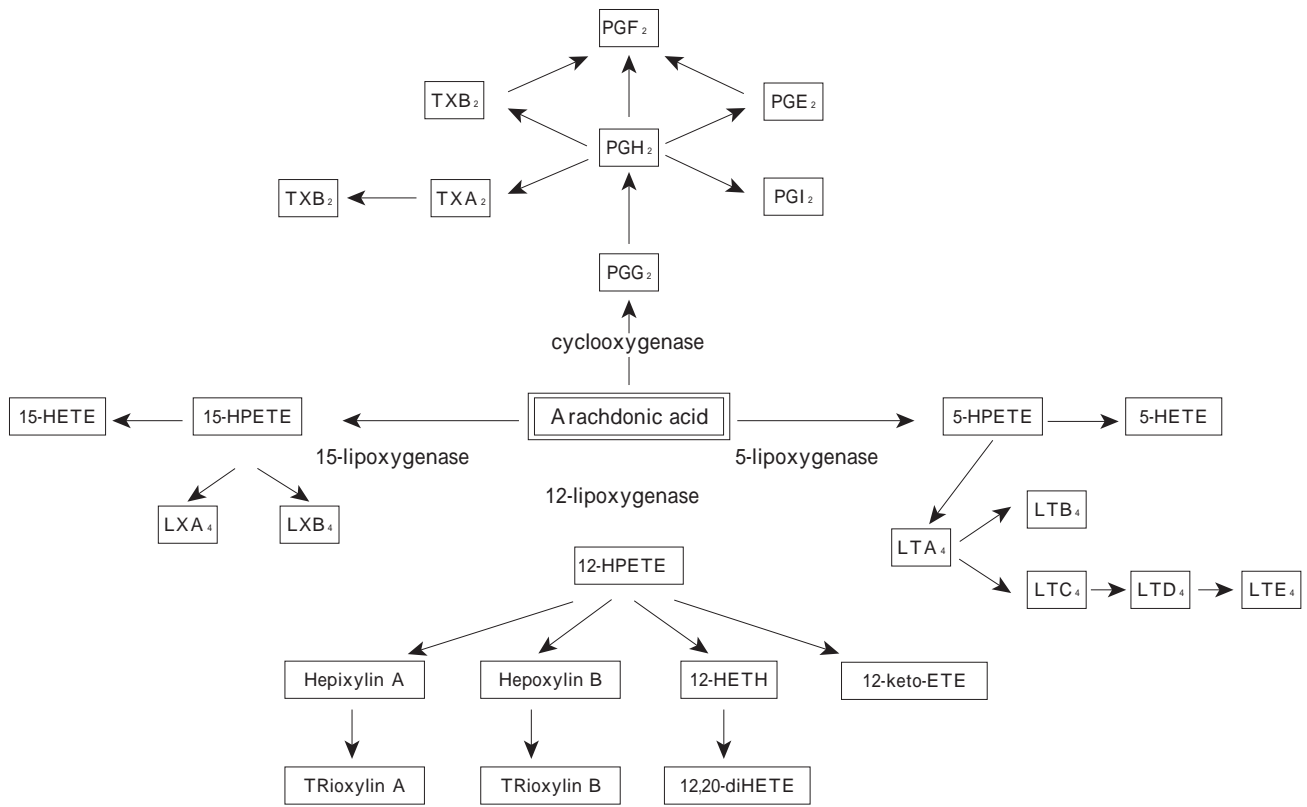 PGF₂
TXB₂
PGE₂
PGH₂
TXB₂
TXA₂
PGI₂
PGG₂
cyclooxygenase
15-HETE
15-HPETE
Arachdonic acid
5-HPETE
5-HETE
15-lipoxygenase
5-lipoxygenase
12-lipoxygenase
LXA₄
LXB₄
LTB₄
LTA₄
12-HPETE
LTC₄
LTD₄
LTE₄
Hepixylin A
Hepoxylin B
12-HETH
12-keto-ETE
TRioxylin A
TRioxylin B
12,20-diHETE